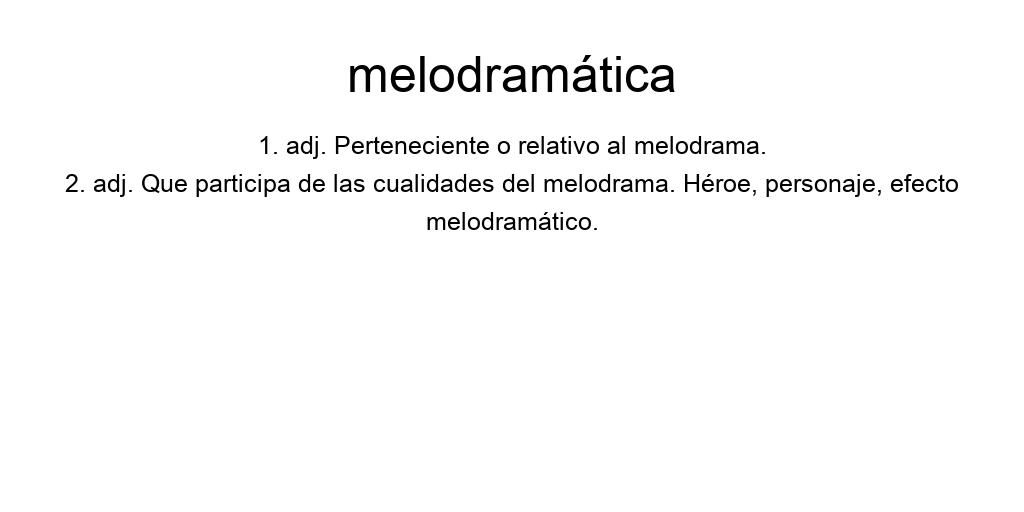 melodramática
1. adj. Perteneciente o relativo al melodrama.
2. adj. Que participa de las cualidades del melodrama. Héroe, personaje, efecto
melodramático.